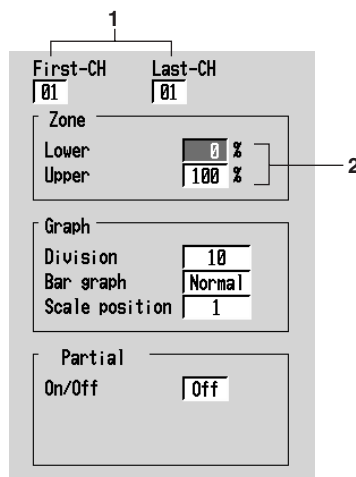 1
First-CH Last-CH
01 01
Zone
Lower 0 %
Upper 100 %
2
Graph
Division 10
Bar graph Normal
Scale position 1
Partial
On/Off Off